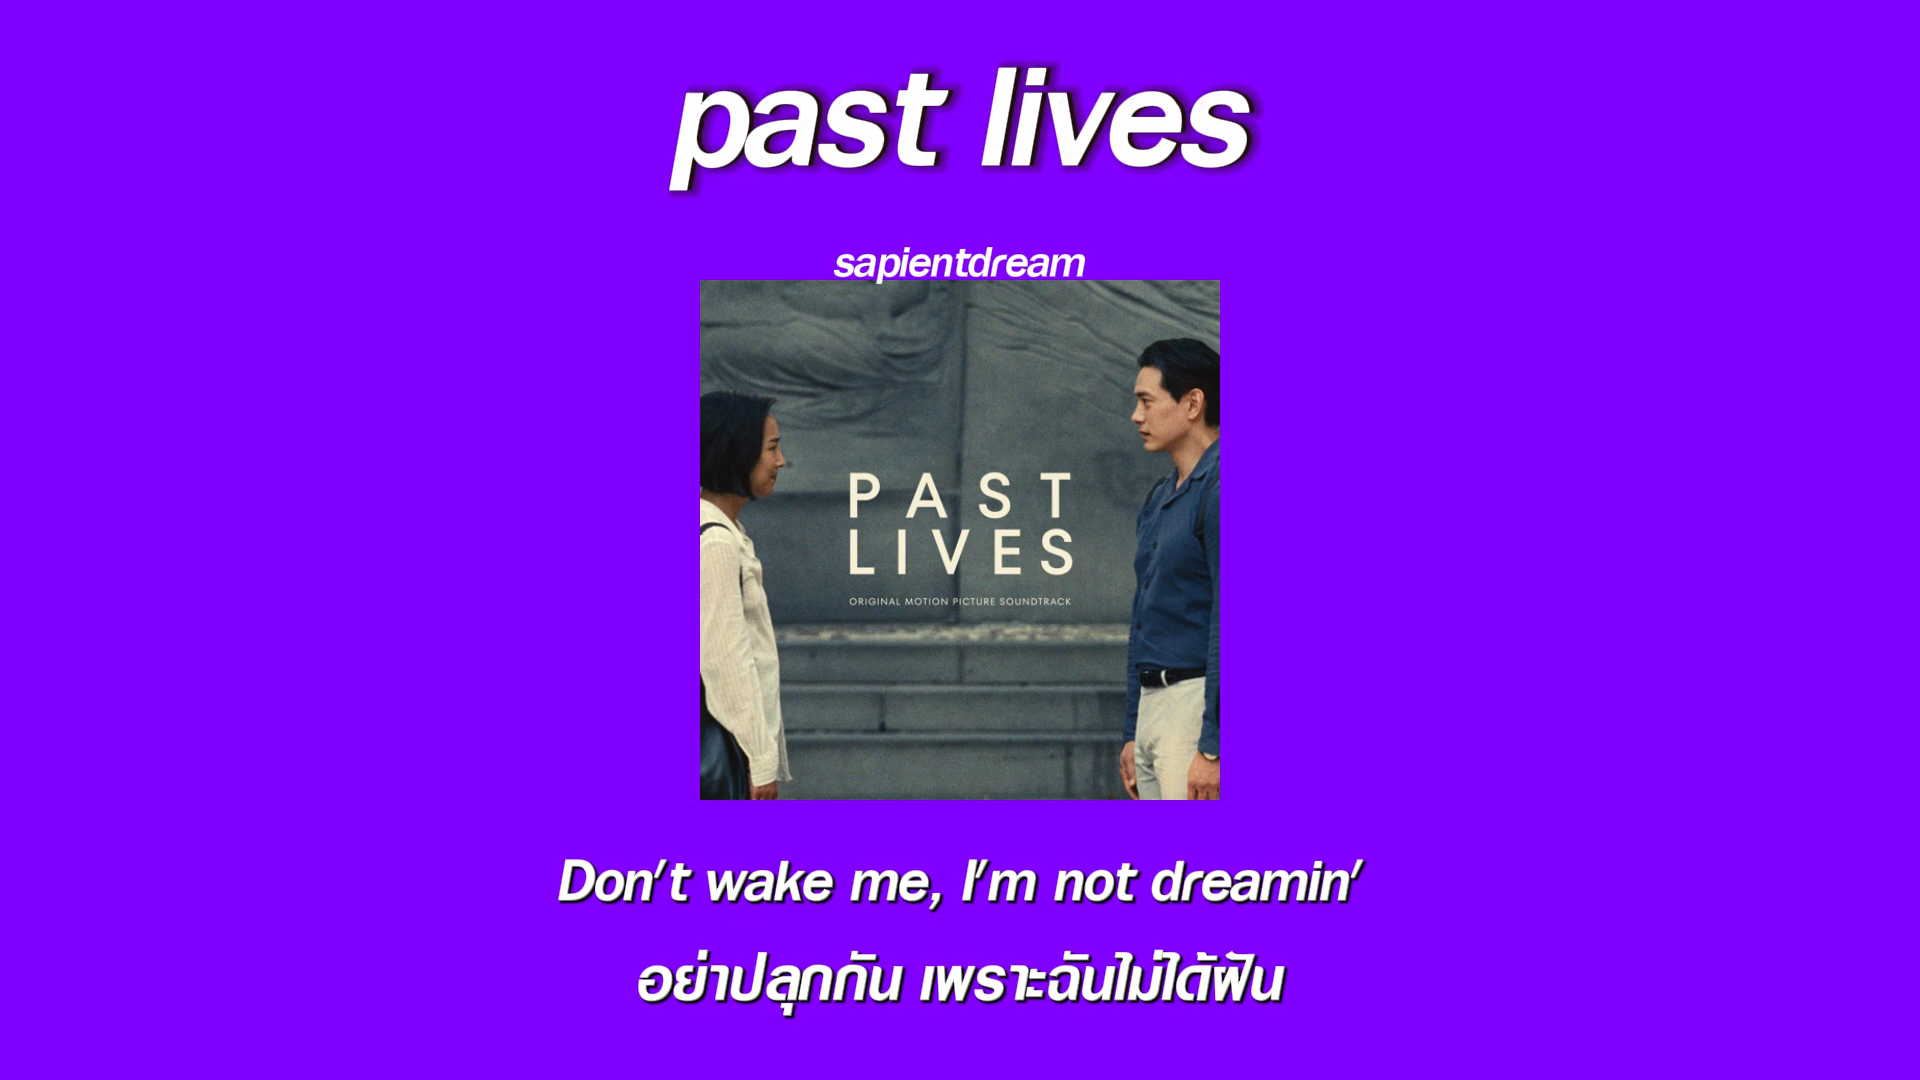 past lives
sapientdream
PAST
LIVES
ORIGINAL MOTION PICTURE SOUNDTRACK
Don't wake me, I'm not dreamin'
อย่าปลุกกัน เพราะฉันไม่ได้ฝัน